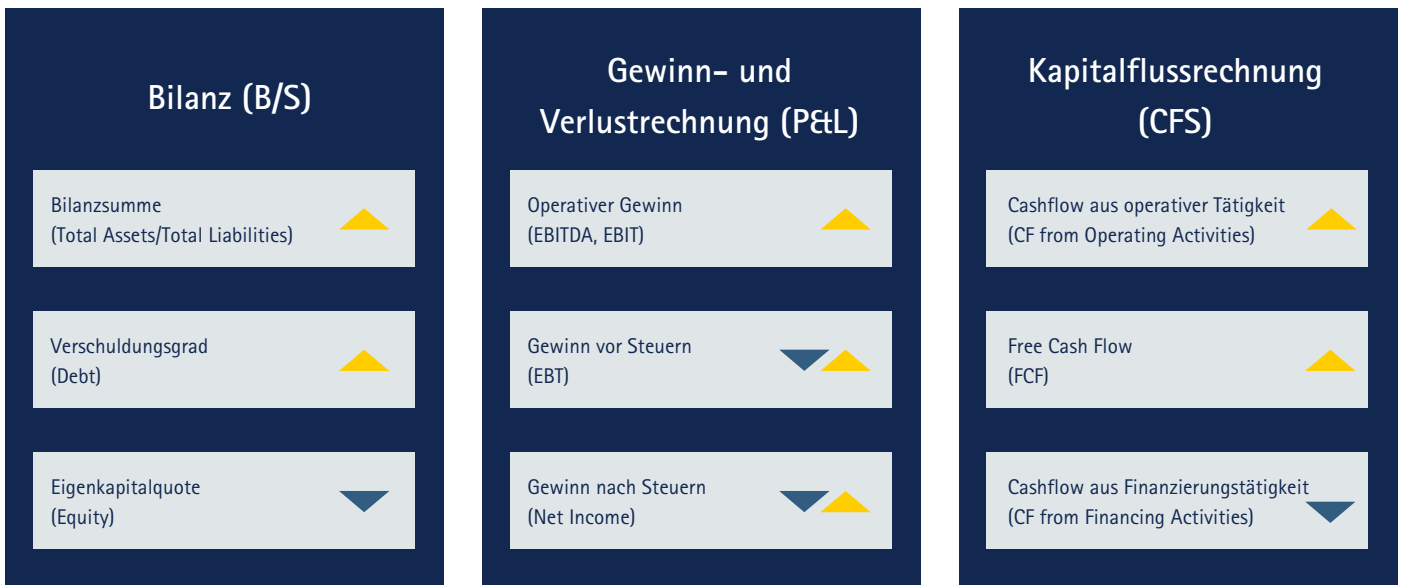 Bilanz (B/S)
Bilanzsumme
(Total Assets/Total Liabilities)
Verschuldungsgrad
(Debt)
Eigenkapitalquote
(Equity)
Gewinn- und
Verlustrechnung (P&L)
Operativer Gewinn
(EBITDA, EBIT)
Gewinn vor Steuern
(EBT)
Gewinn nach Steuern
(Net Income)
Kapitalflussrechnung
(CFS)
Cashflow aus operativer Tätigkeit
(CF from Operating Activities)
Free Cash Flow
(FCF)
Cashflow aus Finanzierungstätigkeit
(CF from Financing Activities)